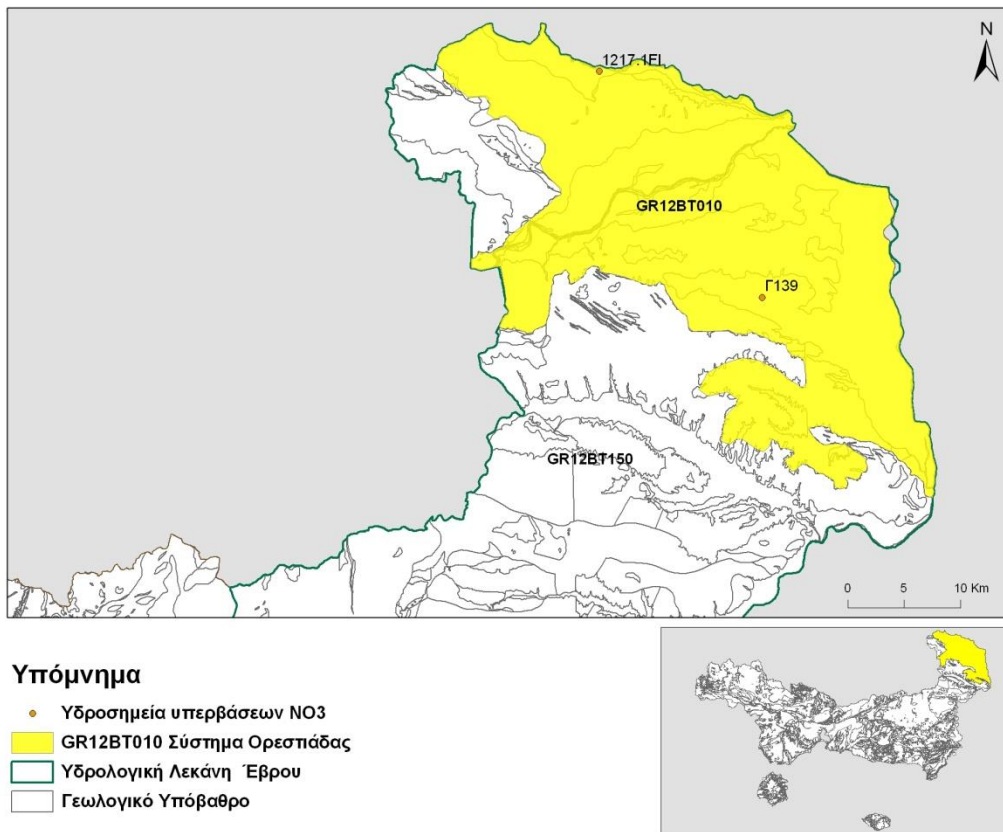 N
1217.1FL
GR12BT010
Γ139
GR12BT150
0 5 10 Km
Υπόμνημα
Υδροσημεία υπερβάσεων NO3
GR12BT010 Σύστημα Ορεστιάδας
Υδρολογική Λεκάνη Έβρου
Γεωλογικό Υπόβαθρο